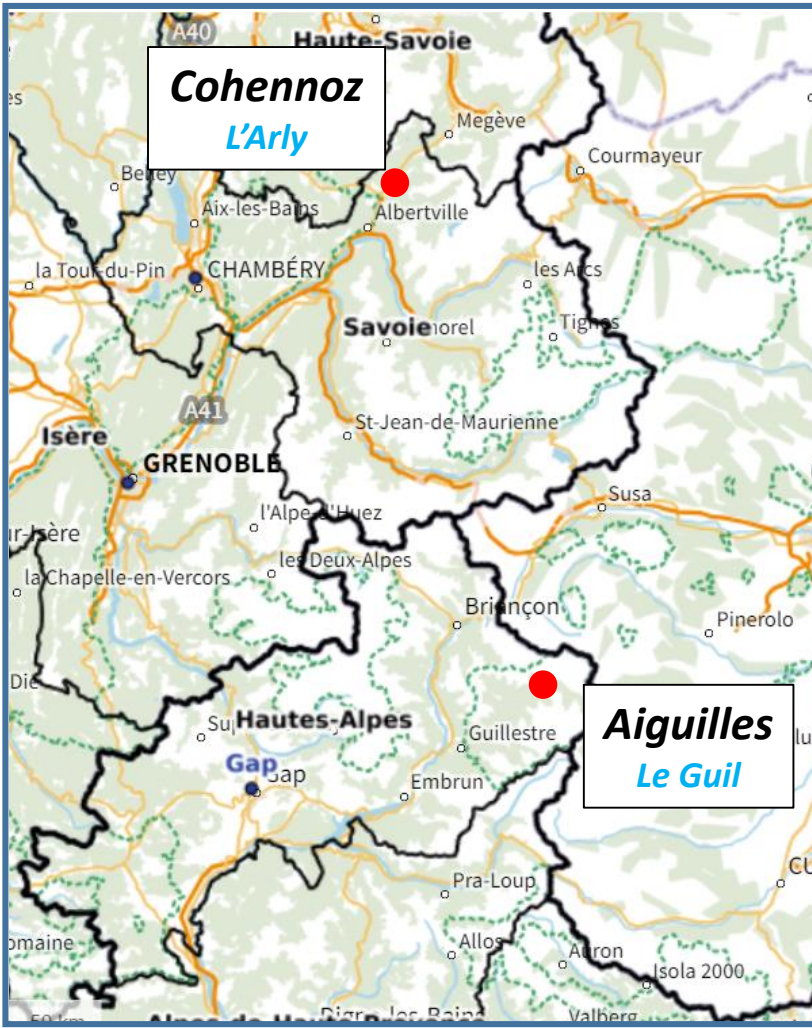 A40
Haute-Savoie
Cohennoz
L'Arly
Megève
Courmayeur
Belley
Aix-les-Bains
Albertville
la Tour-du-Pin
CHAMBÉRY
les Arcs
Savoie
Tignes
A41
St-Jean-de-Maurienne
Isère
GRENOBLE
Susa
l'Alpe-d'Huez
les Deux-Alpes
la Chapelle-en-Vercors
Briançon
Pinerolo
Die
Hautes-Alpes
Guillestre
Aiguilles
Le Guil
Gap
Gap
Embrun
Pra-Loup
Allos
Auron
Isola 2000
Valberg